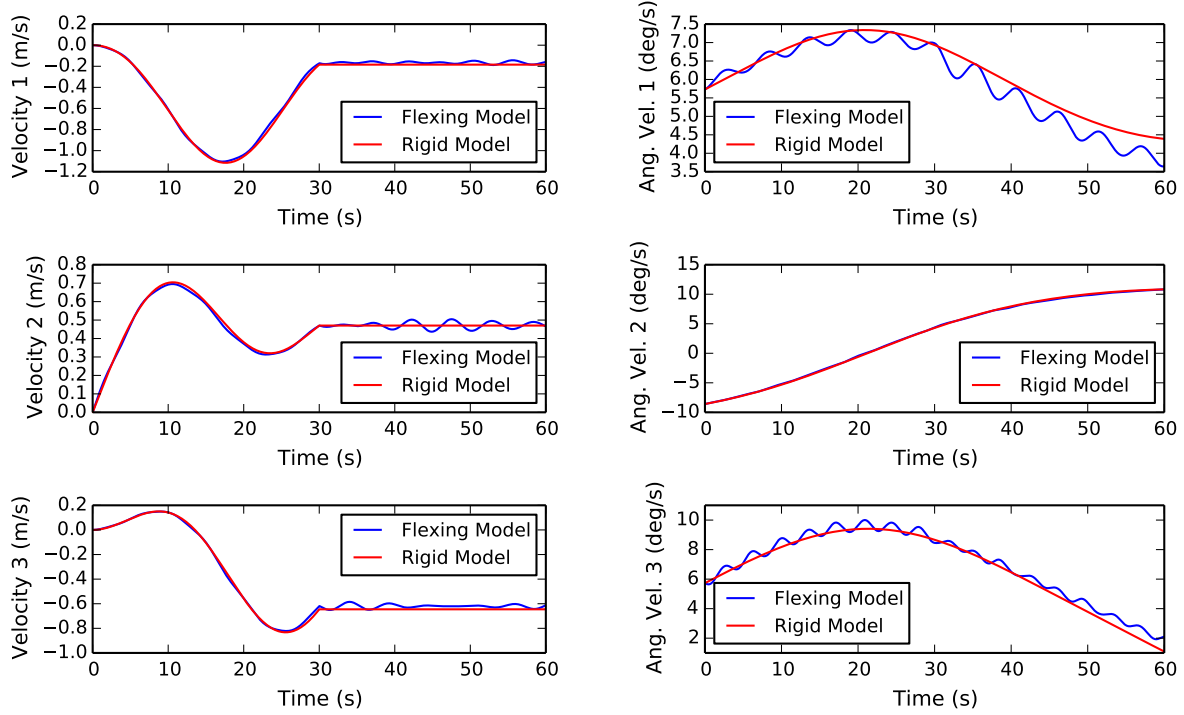 Velocity 1 (m/s)
0.2
0.0
−0.2
−0.4
−0.6
−0.8
−1.0
−1.2
Flexing Model
Rigid Model
0 10 20 30 40 50 60
Time (s)
Ang. Vel. 1 (deg/s)
7.5
7.0
6.5
6.0
5.5
5.0
4.5
4.0
3.5
Flexing Model
Rigid Model
0 10 20 30 40 50 60
Time (s)
Velocity 2 (m/s)
0.8
0.7
0.6
0.5
0.4
0.3
0.2
0.1
0.0
Flexing Model
Rigid Model
0 10 20 30 40 50 60
Time (s)
Ang. Vel. 2 (deg/s)
15
10
5
0
−5
−10
Flexing Model
Rigid Model
0 10 20 30 40 50 60
Time (s)
Velocity 3 (m/s)
0.2
0.0
−0.2
−0.4
−0.6
−0.8
−1.0
Flexing Model
Rigid Model
0 10 20 30 40 50 60
Time (s)
Ang. Vel. 3 (deg/s)
10
8
6
4
2
Flexing Model
Rigid Model
0 10 20 30 40 50 60
Time (s)